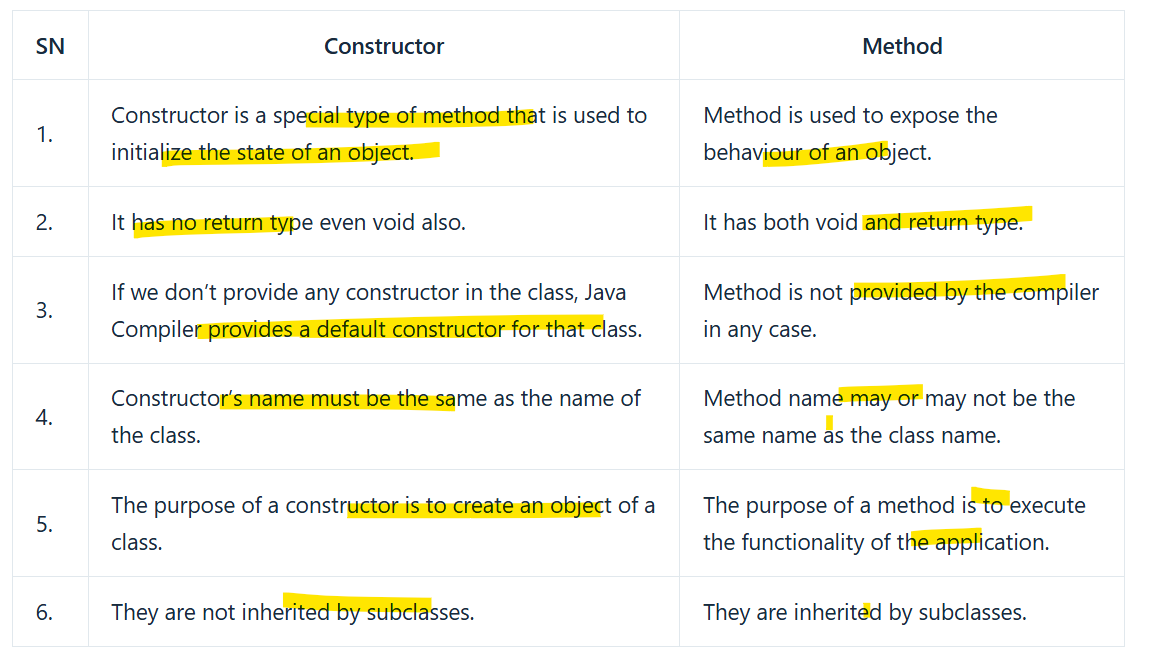 SN Constructor Method
1. Constructor is a special type of method that is used to
initialize the state of an object.
Method is used to expose the
behaviour of an object.
2. It has no return type even void also.
It has both void and return type.
3. If we don’t provide any constructor in the class, Java
Compiler provides a default constructor for that class.
Method is not provided by the compiler
in any case.
4. Constructor’s name must be the same as the name of
the class.
Method name may or may not be the
same name as the class name.
5. The purpose of a constructor is to create an object of a
class.
The purpose of a method is to execute
the functionality of the application.
6. They are not inherited by subclasses.
They are inherited by subclasses.